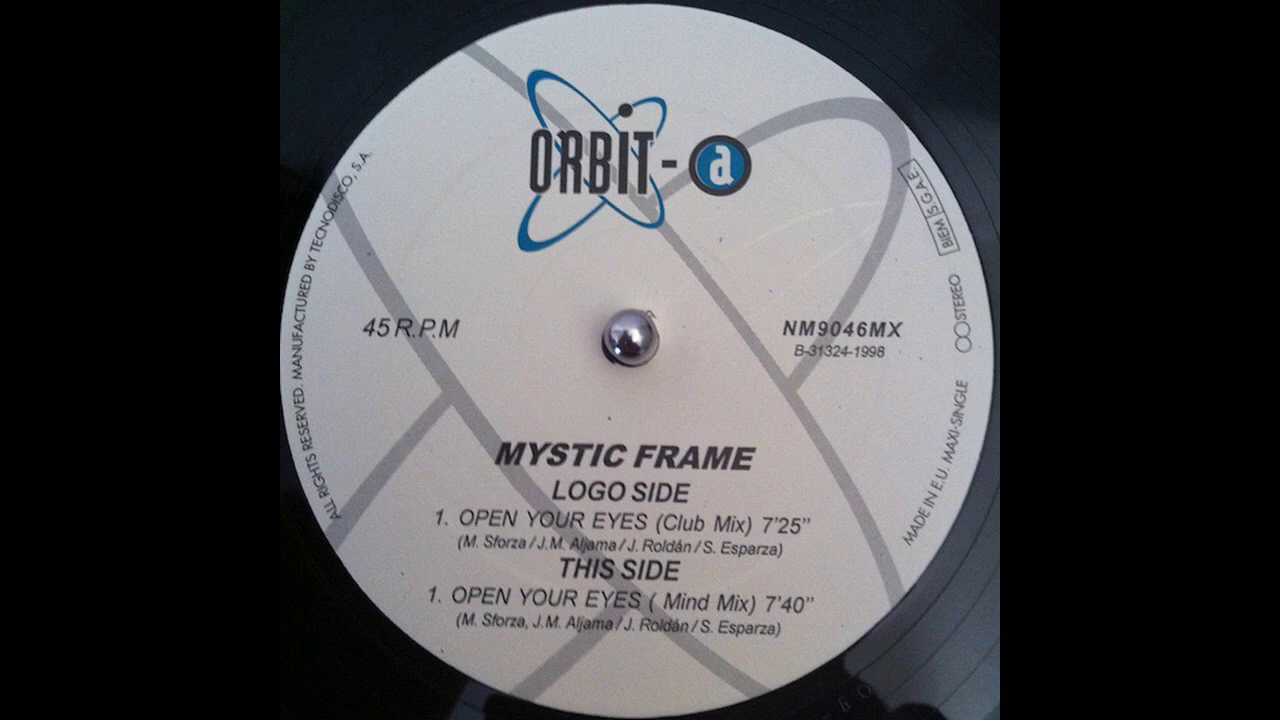 ORBIT-a
ALL RIGHTS RESERVED. MANUFACTURED BY TECNODISCO, S.A.
BIEM S.G.A.E.
STEREO
45 R.P.M
NM9046MX
B-31324-1998
MADE IN E.U. MAXI-SINGLE
MYSTIC FRAME
LOGO SIDE
1. OPEN YOUR EYES (Club Mix) 7'25”
(M. Sforza / J.M. Aljama / J. Roldán / S. Esparza)
THIS SIDE
1. OPEN YOUR EYES ( Mind Mix) 7'40”
(M. Sforza, J.M. Aljama / J. Roldán / S. Esparza)